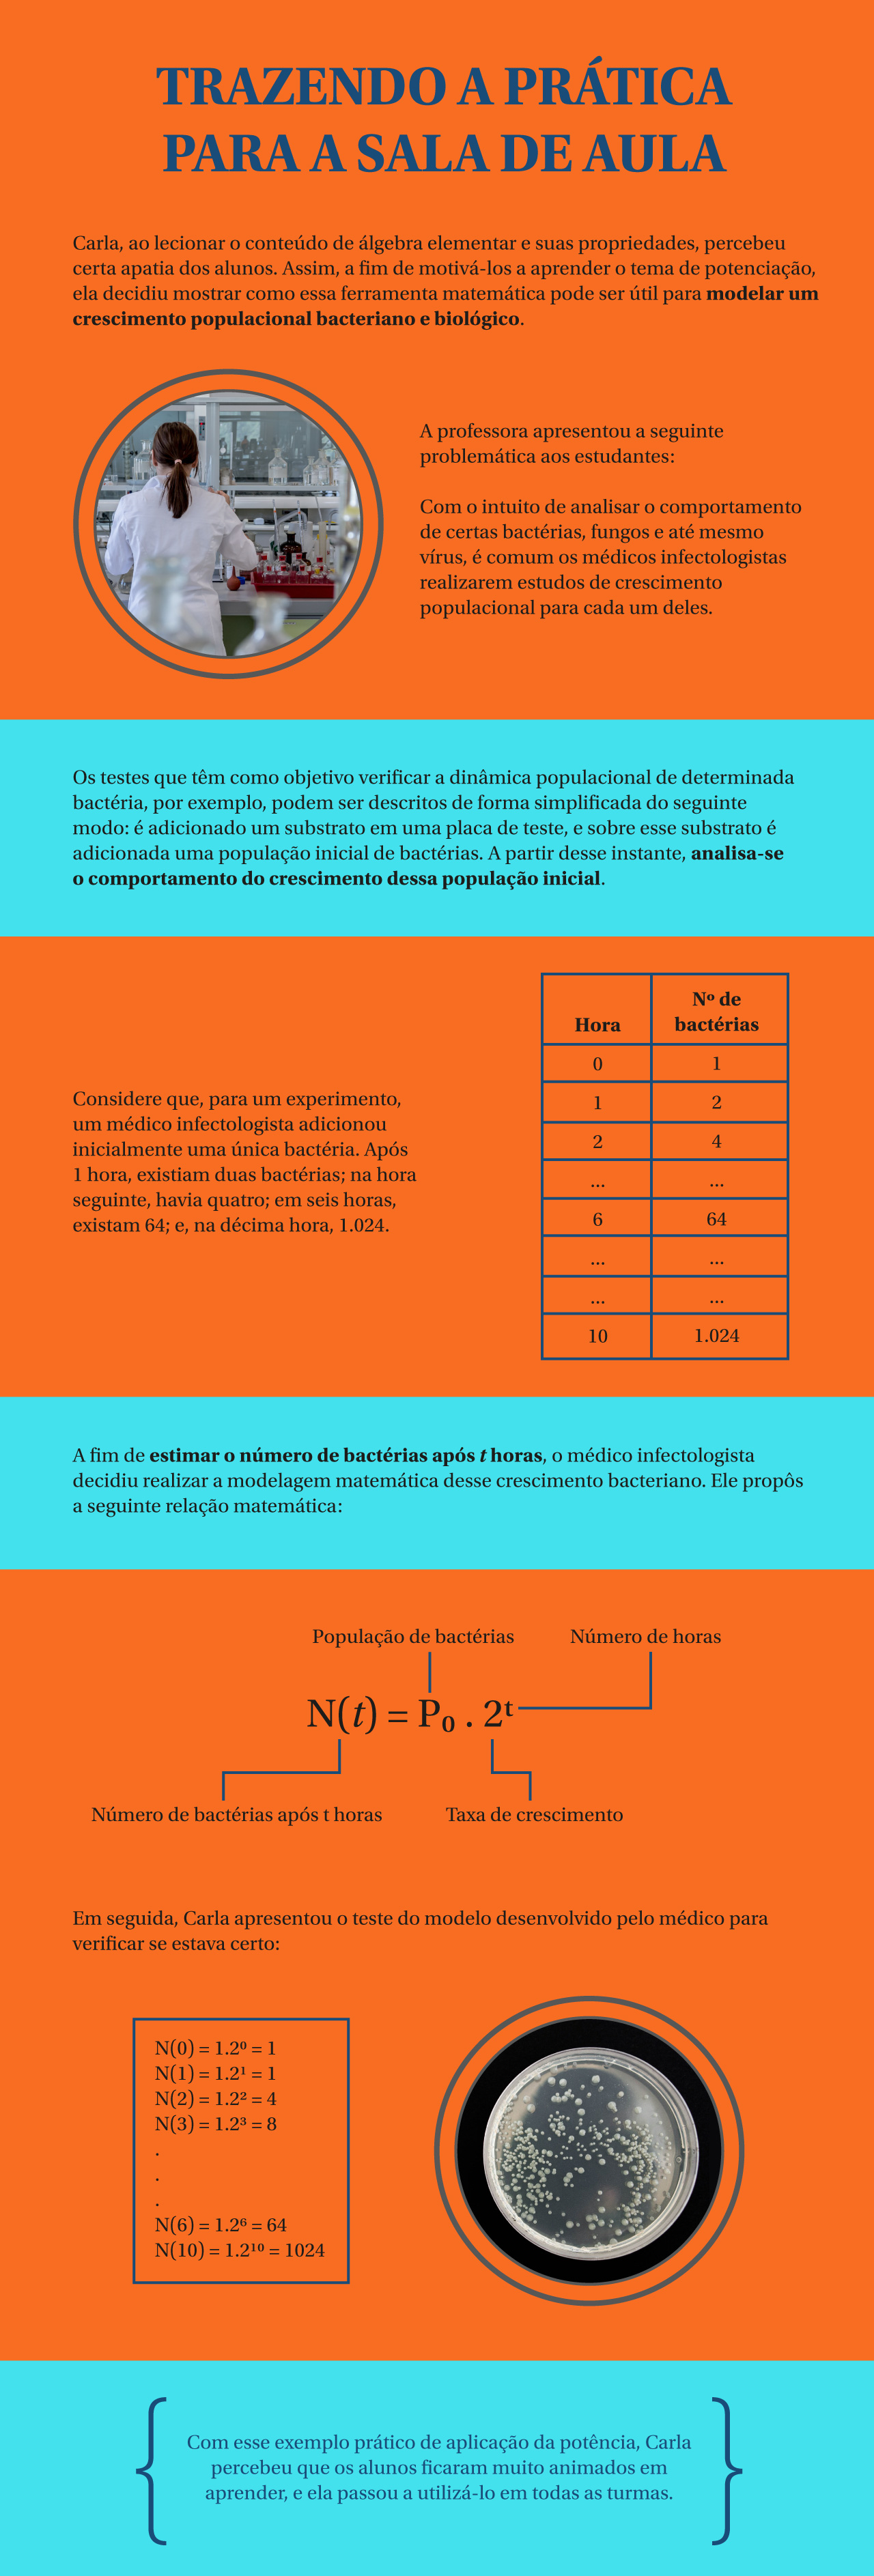 TRAZENDO A PRÁTICA
PARA A SALA DE AULA
Carla, ao lecionar o conteúdo de álgebra elementar e suas propriedades, percebeu
certa apatia dos alunos. Assim, a fim de motivá-los a aprender o tema de potenciação,
ela decidiu mostrar como essa ferramenta matemática pode ser útil para modelar um
crescimento populacional bacteriano e biológico.
A professora apresentou a seguinte
problemática aos estudantes:
Com o intuito de analisar o comportamento
de certas bactérias, fungos e até mesmo
vírus, é comum os médicos infectologistas
realizarem estudos de crescimento
populacional para cada um deles.
Os testes que têm como objetivo verificar a dinâmica populacional de determinada
bactéria, por exemplo, podem ser descritos de forma simplificada do seguinte
modo: é adicionado um substrato em uma placa de teste, e sobre esse substrato é
adicionada uma população inicial de bactérias. A partir desse instante, analisa-se
o comportamento do crescimento dessa população inicial.
Considere que, para um experimento,
um médico infectologista adicionou
inicialmente uma única bactéria. Após
1 hora, existiam duas bactérias; na hora
seguinte, havia quatro; em seis horas,
existam 64; e, na décima hora, 1.024.
Hora Nº de bactérias
0 1
1 2
2 4
... ...
6 64
... ...
... ...
10 1.024
A fim de estimar o número de bactérias após t horas, o médico infectologista
decidiu realizar a modelagem matemática desse crescimento bacteriano. Ele propôs
a seguinte relação matemática:
População de bactérias Número de horas
N(t) = P₀ . 2ᵗ
Número de bactérias após t horas Taxa de crescimento
Em seguida, Carla apresentou o teste do modelo desenvolvido pelo médico para
verificar se estava certo:
N(0) = 1.2⁰ = 1
N(1) = 1.2¹ = 1
N(2) = 1.2² = 4
N(3) = 1.2³ = 8
.
.
.
N(6) = 1.2⁶ = 64
N(10) = 1.2¹⁰ = 1024
Com esse exemplo prático de aplicação da potência, Carla
percebeu que os alunos ficaram muito animados em
aprender, e ela passou a utilizá-lo em todas as turmas.